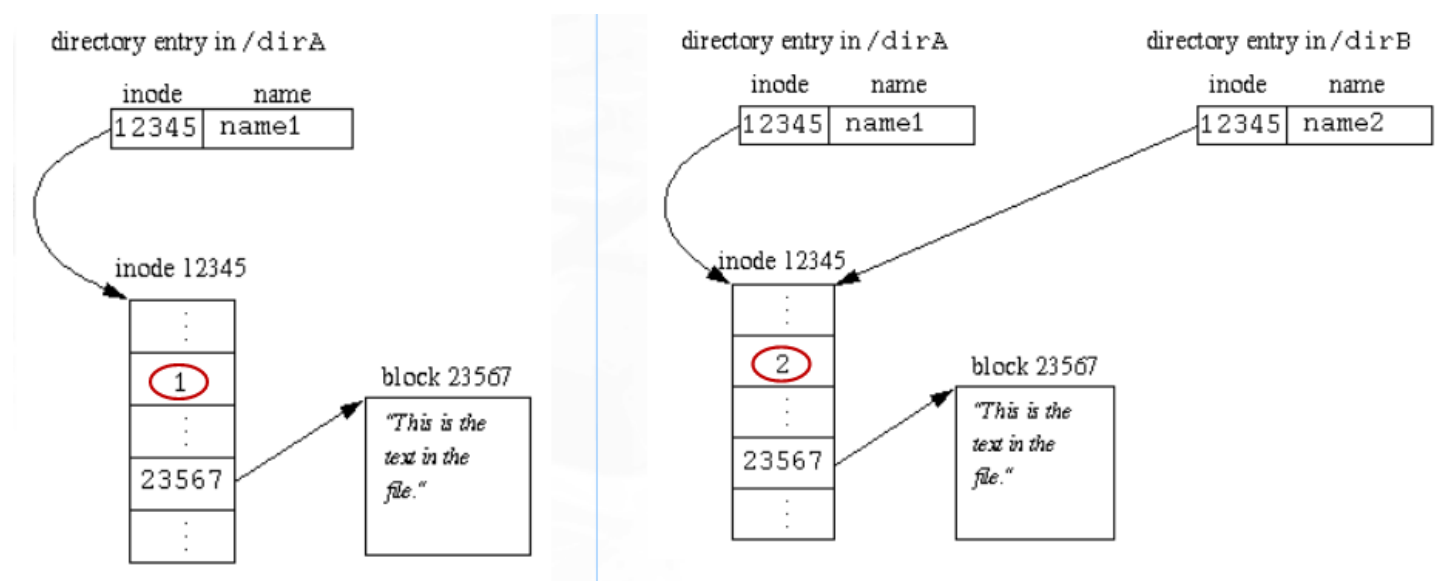 directory entry in /dirA
inode name
12345 name1
inode 12345
1
23567
block 23567
"This is the
text in the
file."
directory entry in /dirA
inode name
12345 name1
directory entry in /dirB
inode name
12345 name2
inode 12345
2
23567
block 23567
"This is the
text in the
file."